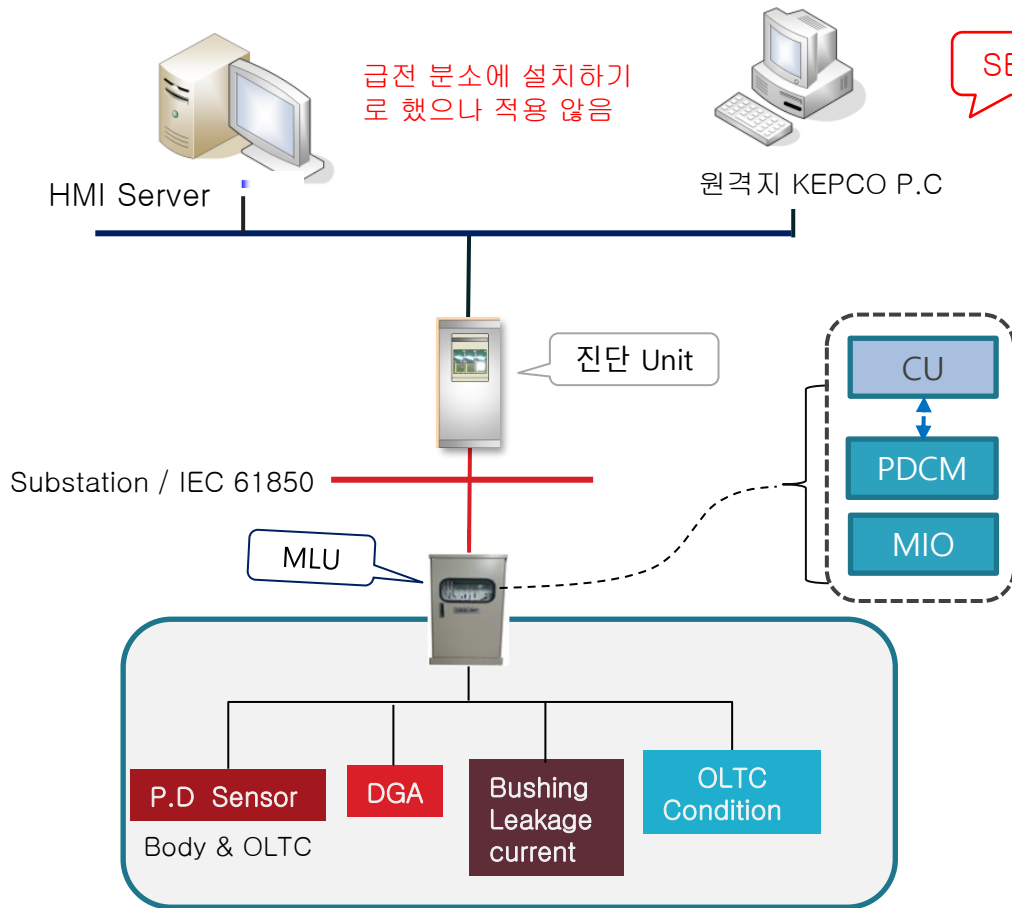 급전 분소에 설치하기
로 했으나 적용 않음
HMI Server
원격지 KEPCO P.C
진단 Unit
CU
PDCM
MIO
Substation / IEC 61850
MLU
P.D Sensor
Body & OLTC
DGA
Bushing
Leakage
current
OLTC
Condition